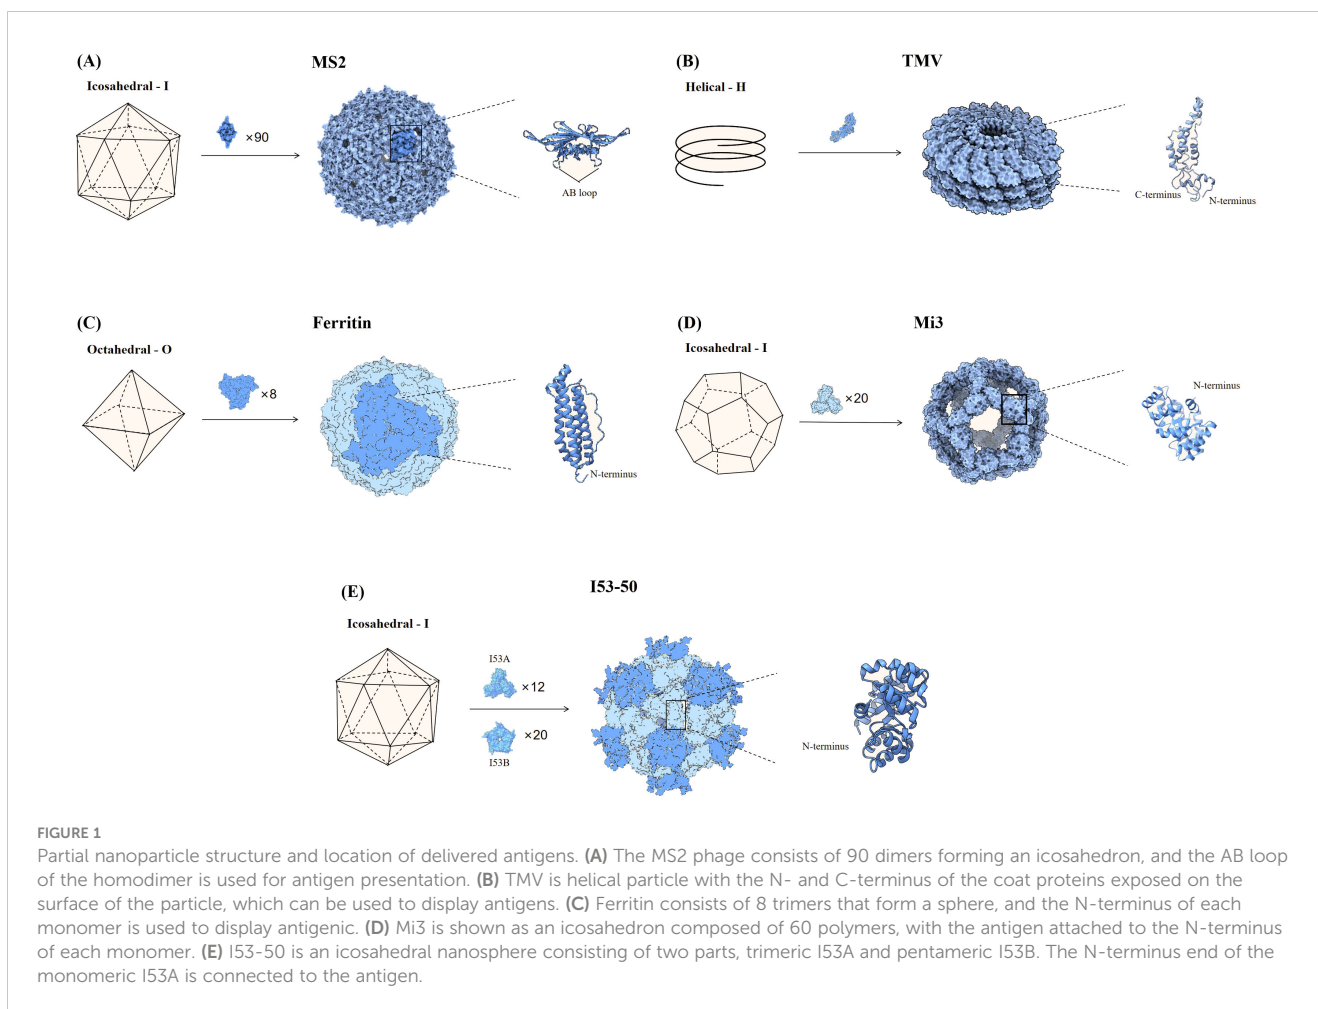 (A)
MS2
Icosahedral - I
×90
AB loop
(B)
TMV
Helical - H
C-terminus
N-terminus
(C)
Ferritin
Octahedral - O
×8
N-terminus
(D)
Mi3
Icosahedral - I
×20
N-terminus
(E)
I53-50
Icosahedral - I
I53A
×12
×20
I53B
N-terminus
FIGURE 1
Partial nanoparticle structure and location of delivered antigens. (A) The MS2 phage consists of 90 dimers forming an icosahedron, and the AB loop
of the homodimer is used for antigen presentation. (B) TMV is helical particle with the N- and C-terminus of the coat proteins exposed on the
surface of the particle, which can be used to display antigens. (C) Ferritin consists of 8 trimers that form a sphere, and the N-terminus of each
monomer is used to display antigenic. (D) Mi3 is shown as an icosahedron composed of 60 polymers, with the antigen attached to the N-terminus
of each monomer. (E) I53-50 is an icosahedral nanosphere consisting of two parts, trimeric I53A and pentameric I53B. The N-terminus end of the
monomeric I53A is connected to the antigen.